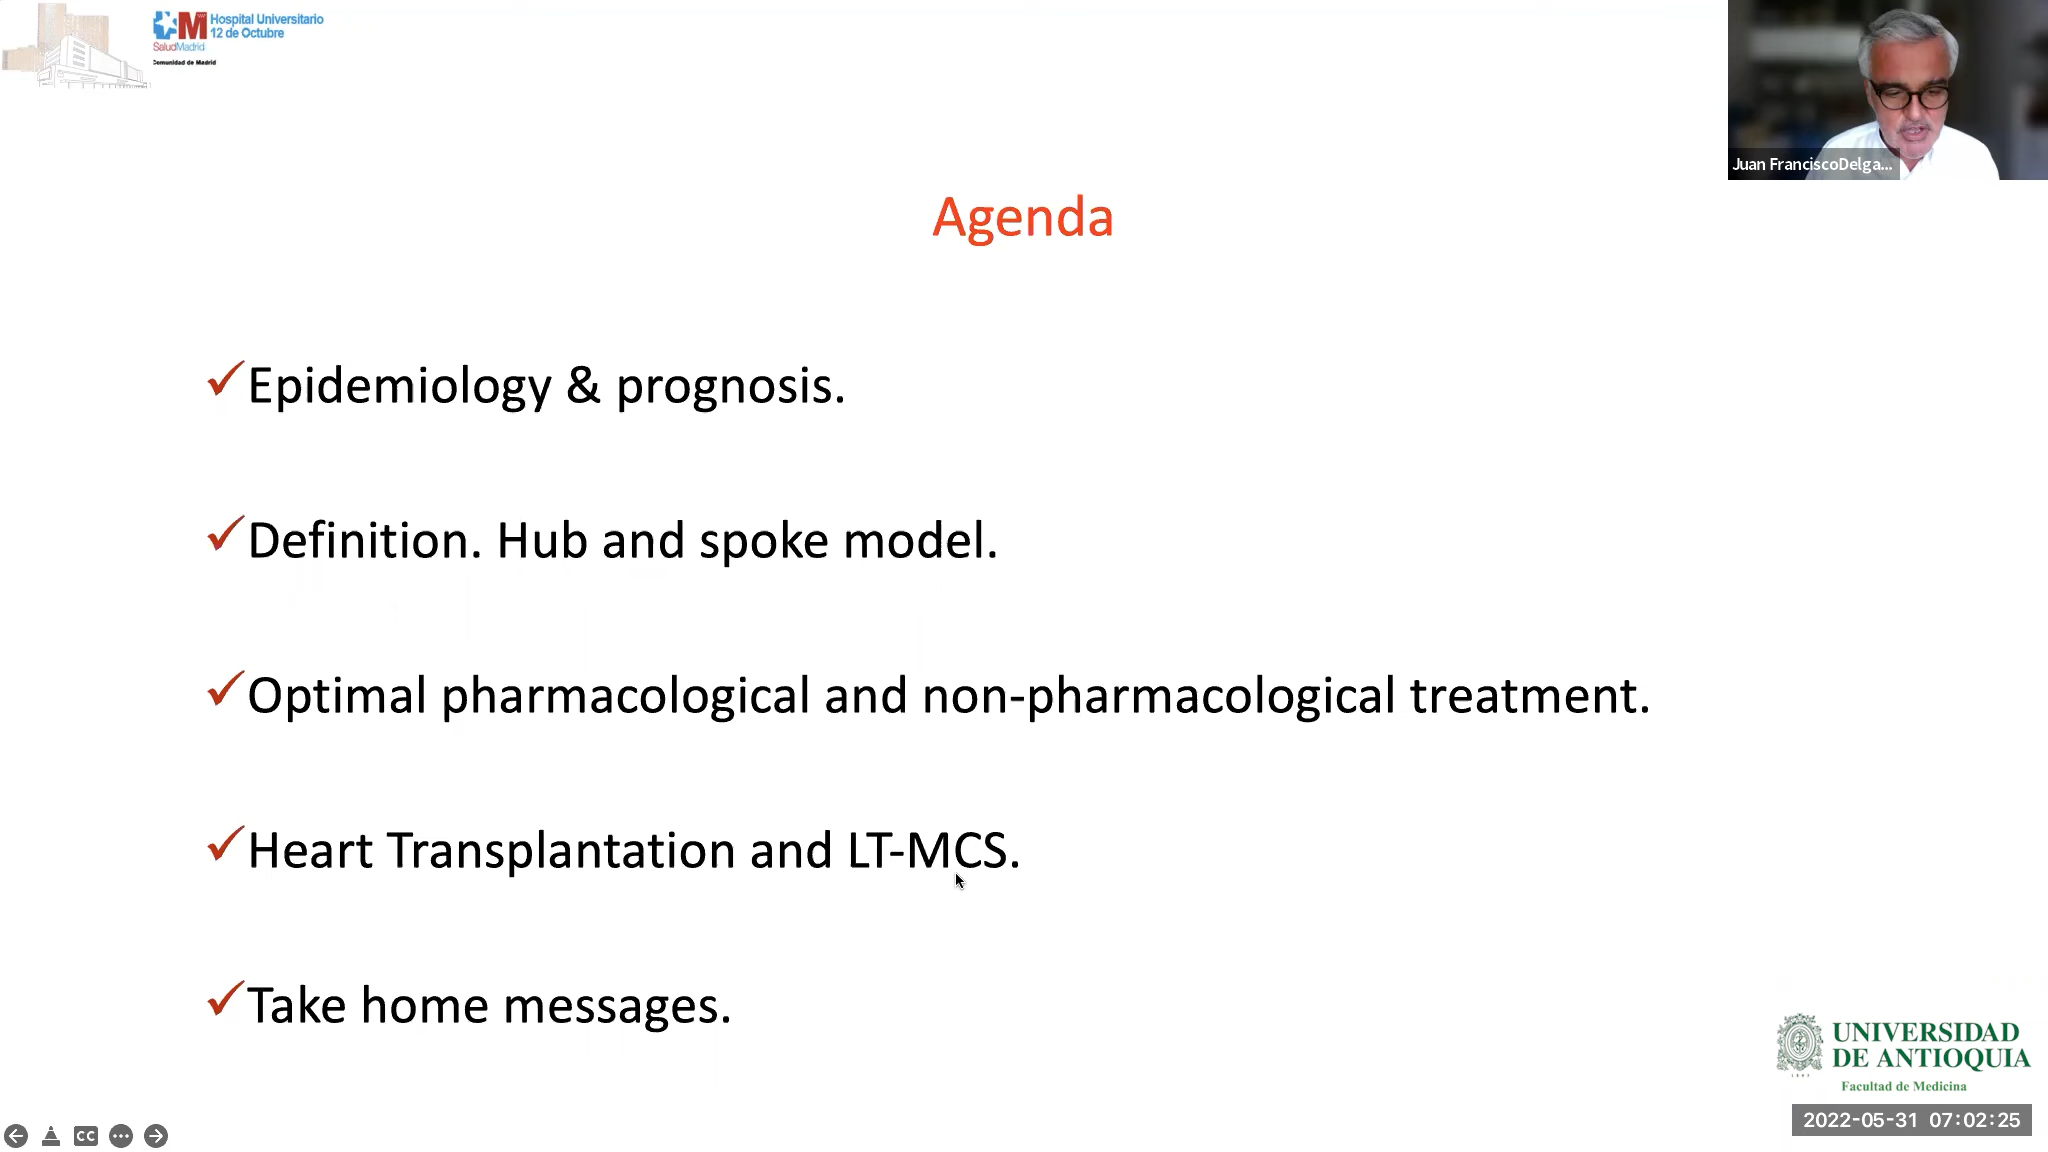 Hospital Universitario
12 de Octubre
SaludMadrid
Comunidad de Madrid
Juan FranciscoDelga...
Agenda
✓Epidemiology & prognosis.
✓Definition. Hub and spoke model.
✓Optimal pharmacological and non-pharmacological treatment.
✓Heart Transplantation and LT-MCS.
✓Take home messages.
UNIVERSIDAD
DE ANTIOQUIA
1803
Facultad de Medicina
CC
2022-05-31 07:02:25